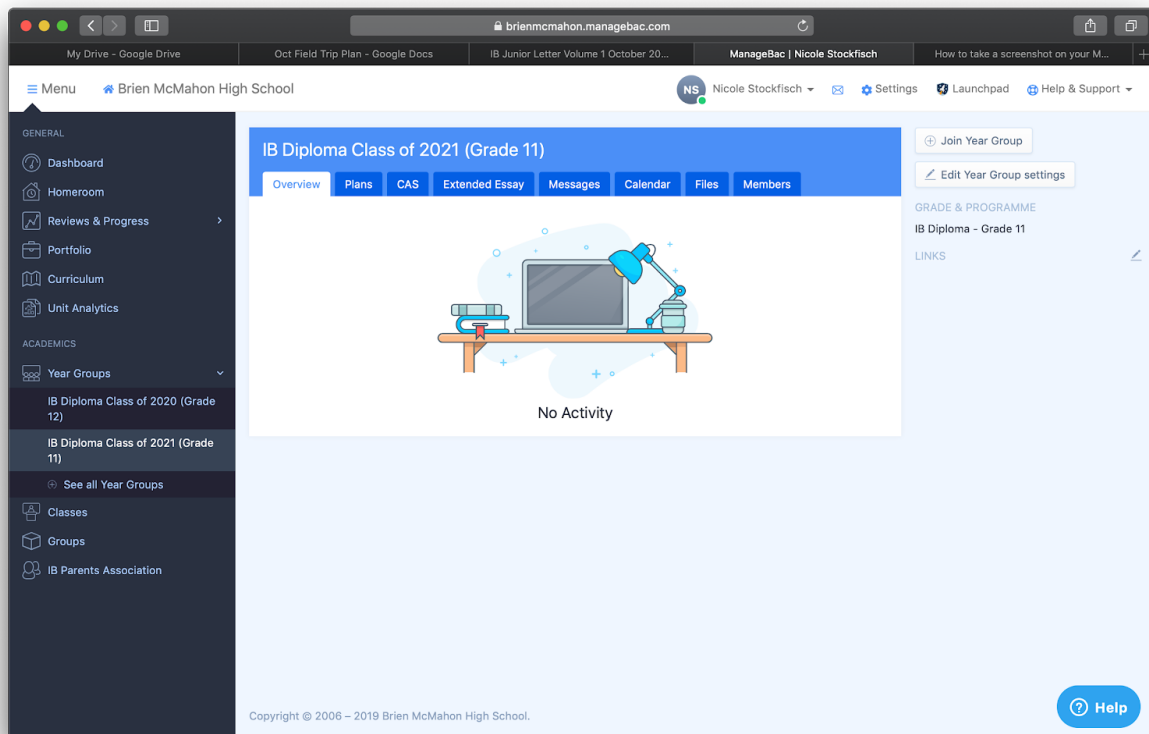 brienmcmahon.managebac.com
My Drive - Google Drive
Oct Field Trip Plan - Google Docs
IB Junior Letter Volume 1 October 20...
ManageBac | Nicole Stockfisch
How to take a screenshot on your M...
Menu
Brien McMahon High School
NS
Nicole Stockfisch
Settings
Launchpad
Help & Support
GENERAL
Dashboard
Homeroom
Reviews & Progress
Portfolio
Curriculum
Unit Analytics
ACADEMICS
Year Groups
IB Diploma Class of 2020 (Grade
12)
IB Diploma Class of 2021 (Grade
11)
See all Year Groups
Classes
Groups
IB Parents Association
IB Diploma Class of 2021 (Grade 11)
Overview
Plans
CAS
Extended Essay
Messages
Calendar
Files
Members
No Activity
Join Year Group
Edit Year Group settings
GRADE & PROGRAMME
IB Diploma - Grade 11
LINKS
Copyright © 2006 – 2019 Brien McMahon High School.
Help